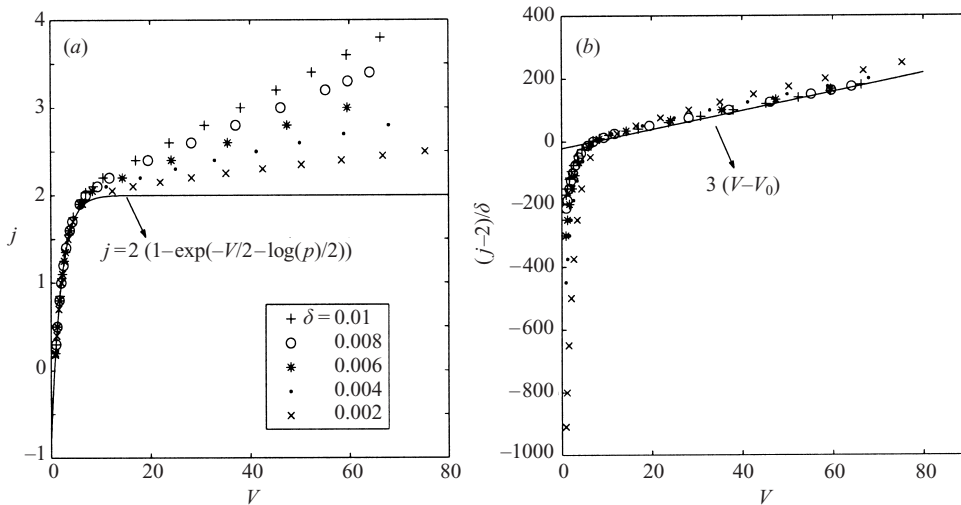 (a)
4
3
2
1
0
–1
j
j=2 (1–exp(–V/2–log(p)/2))
+ δ = 0.01
○ 0.008
✳ 0.006
• 0.004
× 0.002
0 20 40 60 80
V
(b)
400
200
0
–200
–400
–600
–800
–1000
(j–2)/δ
3 (V–V₀)
0 20 40 60 80
V